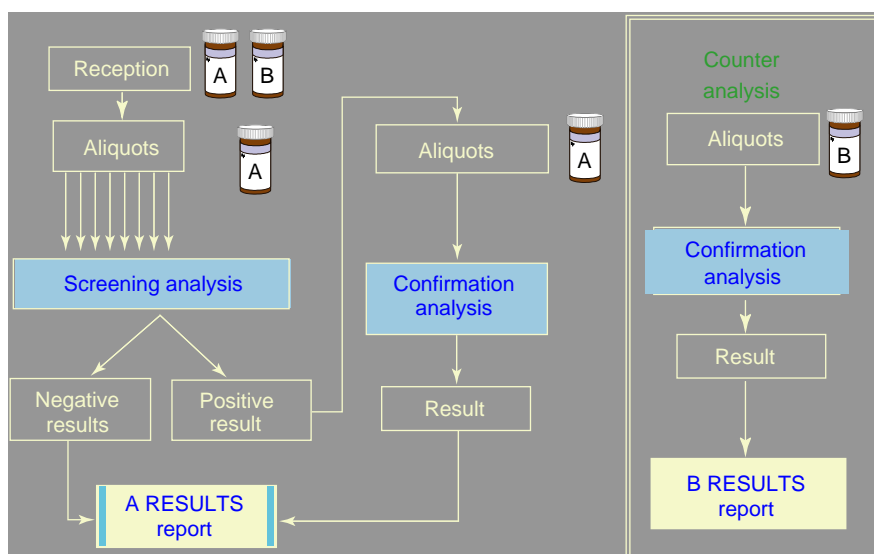 Reception
A
B
Aliquots
A
Screening analysis
Negative
results
Positive
result
Aliquots
A
Confirmation
analysis
Result
A RESULTS
report
Counter
analysis
Aliquots
B
Confirmation
analysis
Result
B RESULTS
report